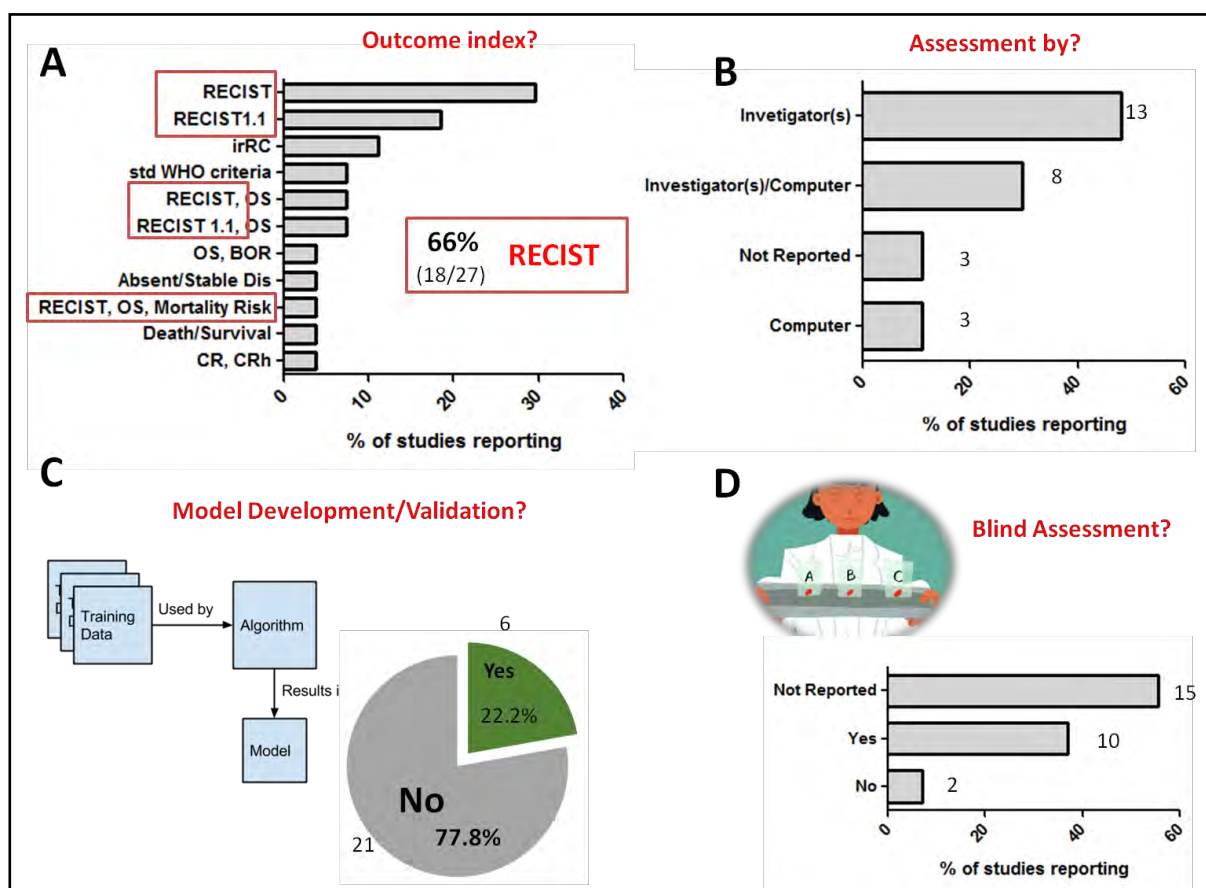 A
Outcome index?
RECIST
RECIST1.1
irRC
std WHO criteria
RECIST, OS
RECIST 1.1, OS
OS, BOR
Absent/Stable Dis
RECIST, OS, Mortality Risk
Death/Survival
CR, CRh
66%
(18/27)
RECIST
0
10
20
30
40
% of studies reporting
B
Assessment by?
Invetigator(s)
13
Investigator(s)/Computer
8
Not Reported
3
Computer
3
0
20
40
60
% of studies reporting
C
Model Development/Validation?
Training
Data
Used by
Algorithm
Results i
Model
6
Yes
22.2%
No
77.8%
21
D
Blind Assessment?
A
B
C
Not Reported
15
Yes
10
No
2
0
20
40
60
% of studies reporting